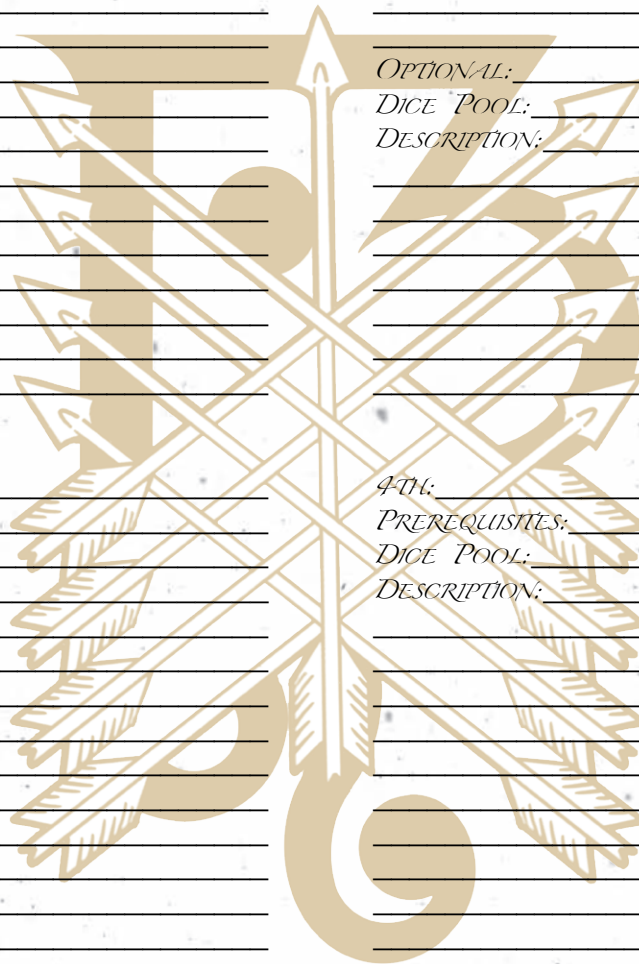 OPTIONAL:
DICE POOL:
DESCRIPTION:
4TH:
PREREQUISITES:
DICE POOL:
DESCRIPTION: